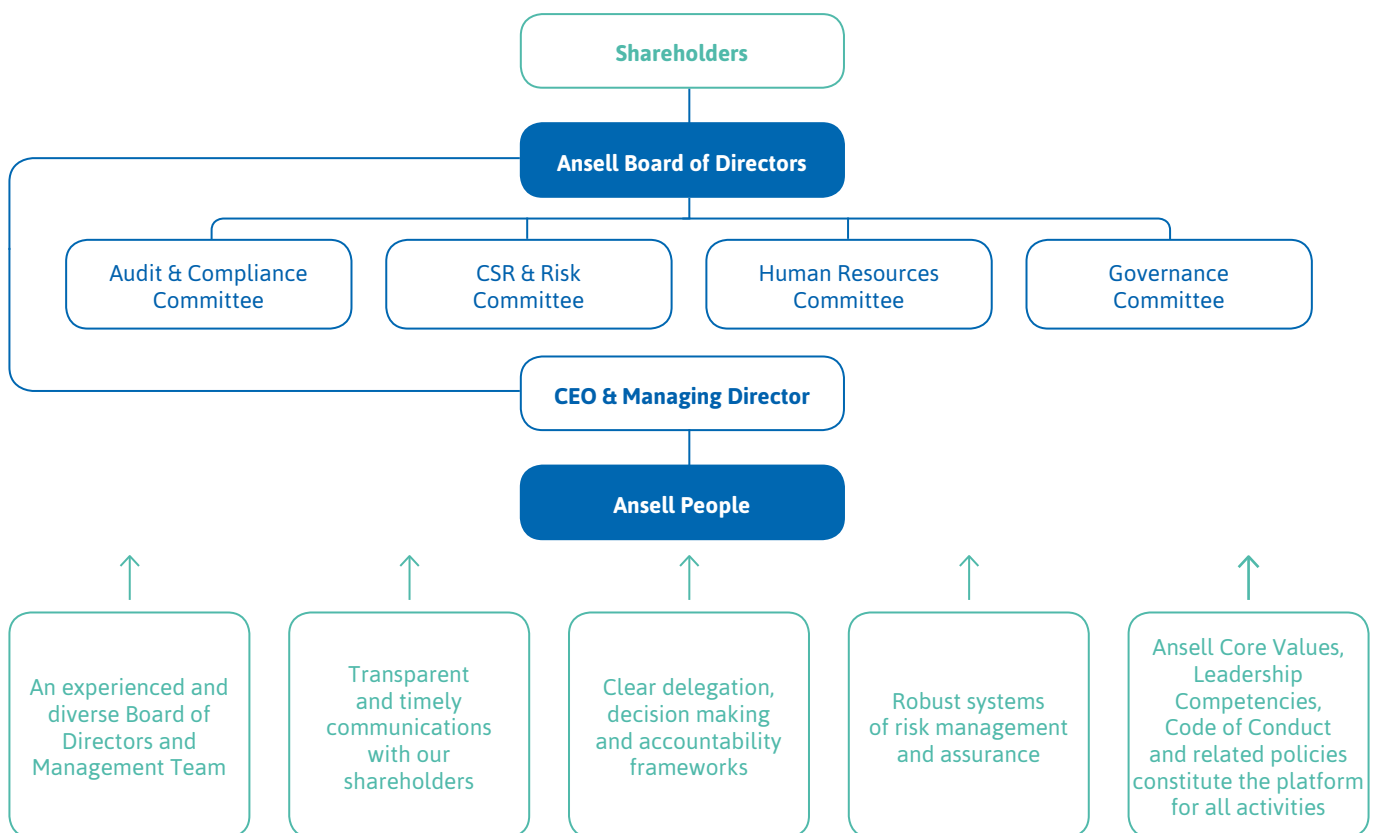 Shareholders
Ansell Board of Directors
Audit & Compliance
Committee
CSR & Risk
Committee
Human Resources
Committee
Governance
Committee
CEO & Managing Director
Ansell People
An experienced and
diverse Board of
Directors and
Management Team
Transparent
and timely
communications
with our
shareholders
Clear delegation,
decision making
and accountability
frameworks
Robust systems
of risk management
and assurance
Ansell Core Values,
Leadership
Competencies,
Code of Conduct
and related policies
constitute the platform
for all activities